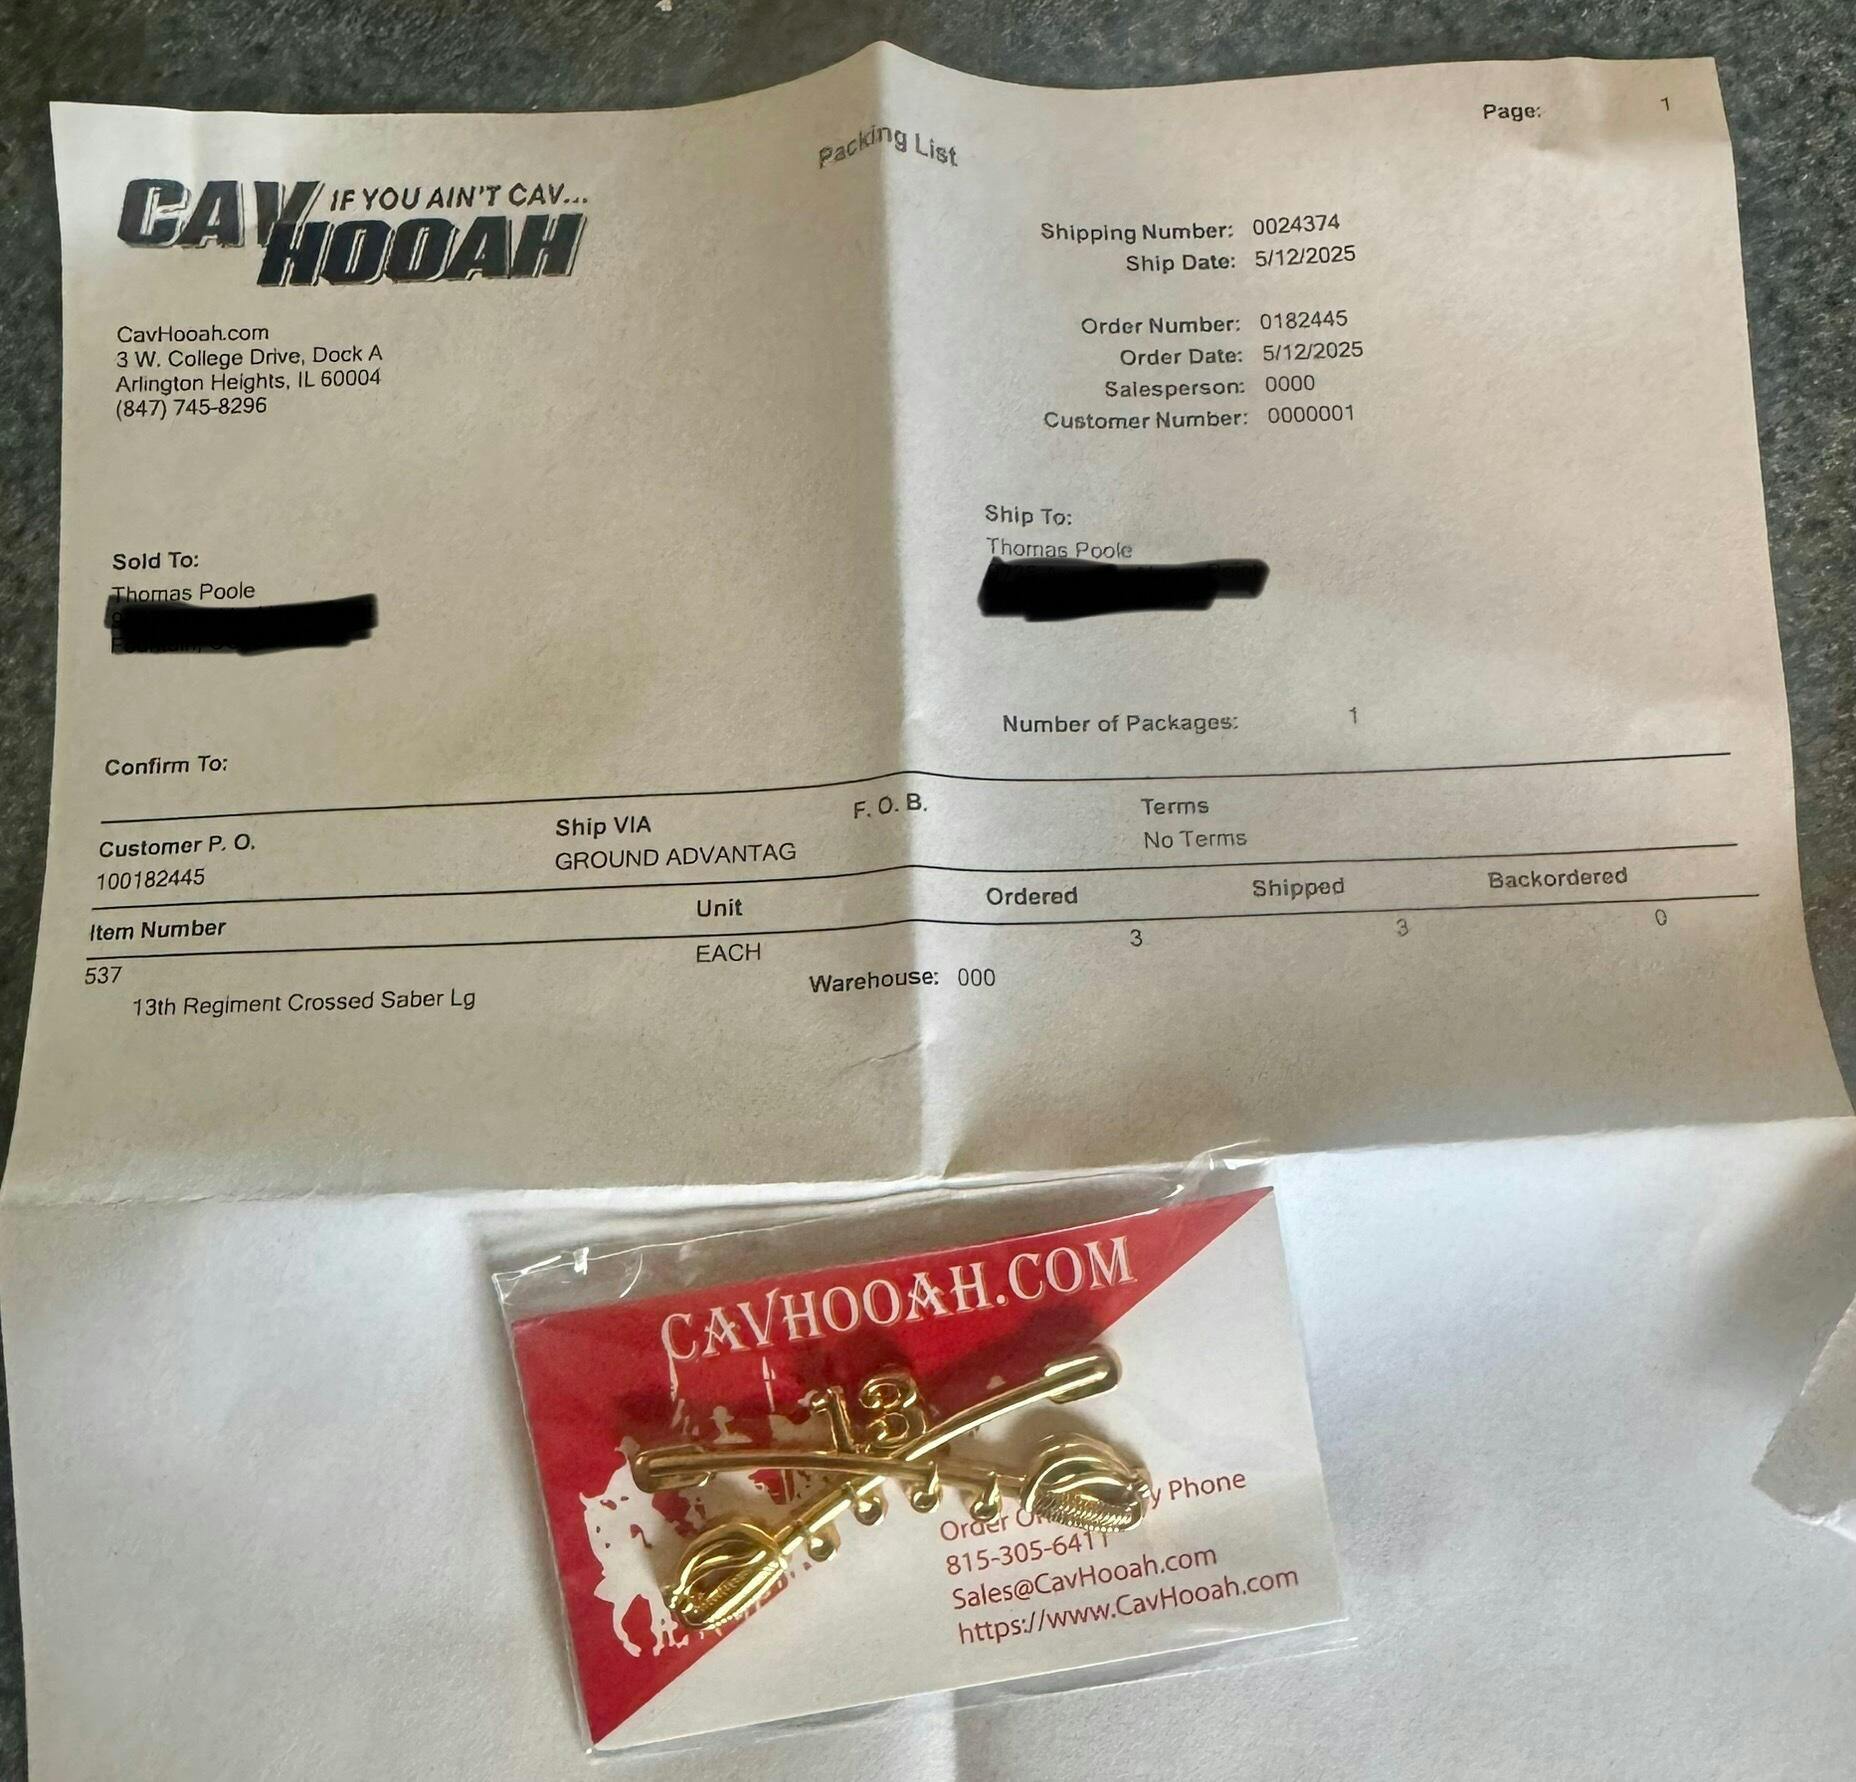 Page: 1
Packing List
CAV IF YOU AIN'T CAV...
HOOAH
Shipping Number: 0024374
Ship Date: 5/12/2025
Order Number: 0182445
Order Date: 5/12/2025
Salesperson: 0000
Customer Number: 0000001
CavHooah.com
3 W. College Drive, Dock A
Arlington Heights, IL 60004
(847) 745-8296
Sold To:
Thomas Poole
Ship To:
Thomas Poole
Number of Packages: 1
Confirm To:
Customer P. O. Ship VIA F. O. B. Terms
100182445 GROUND ADVANTAG No Terms
Item Number Unit Ordered Shipped Backordered
537 EACH 3 3 0
13th Regiment Crossed Saber Lg Warehouse: 000
CAVHOOAH.COM
13
Order y Phone
815-305-6411
Sales@CavHooah.com
https://www.CavHooah.com